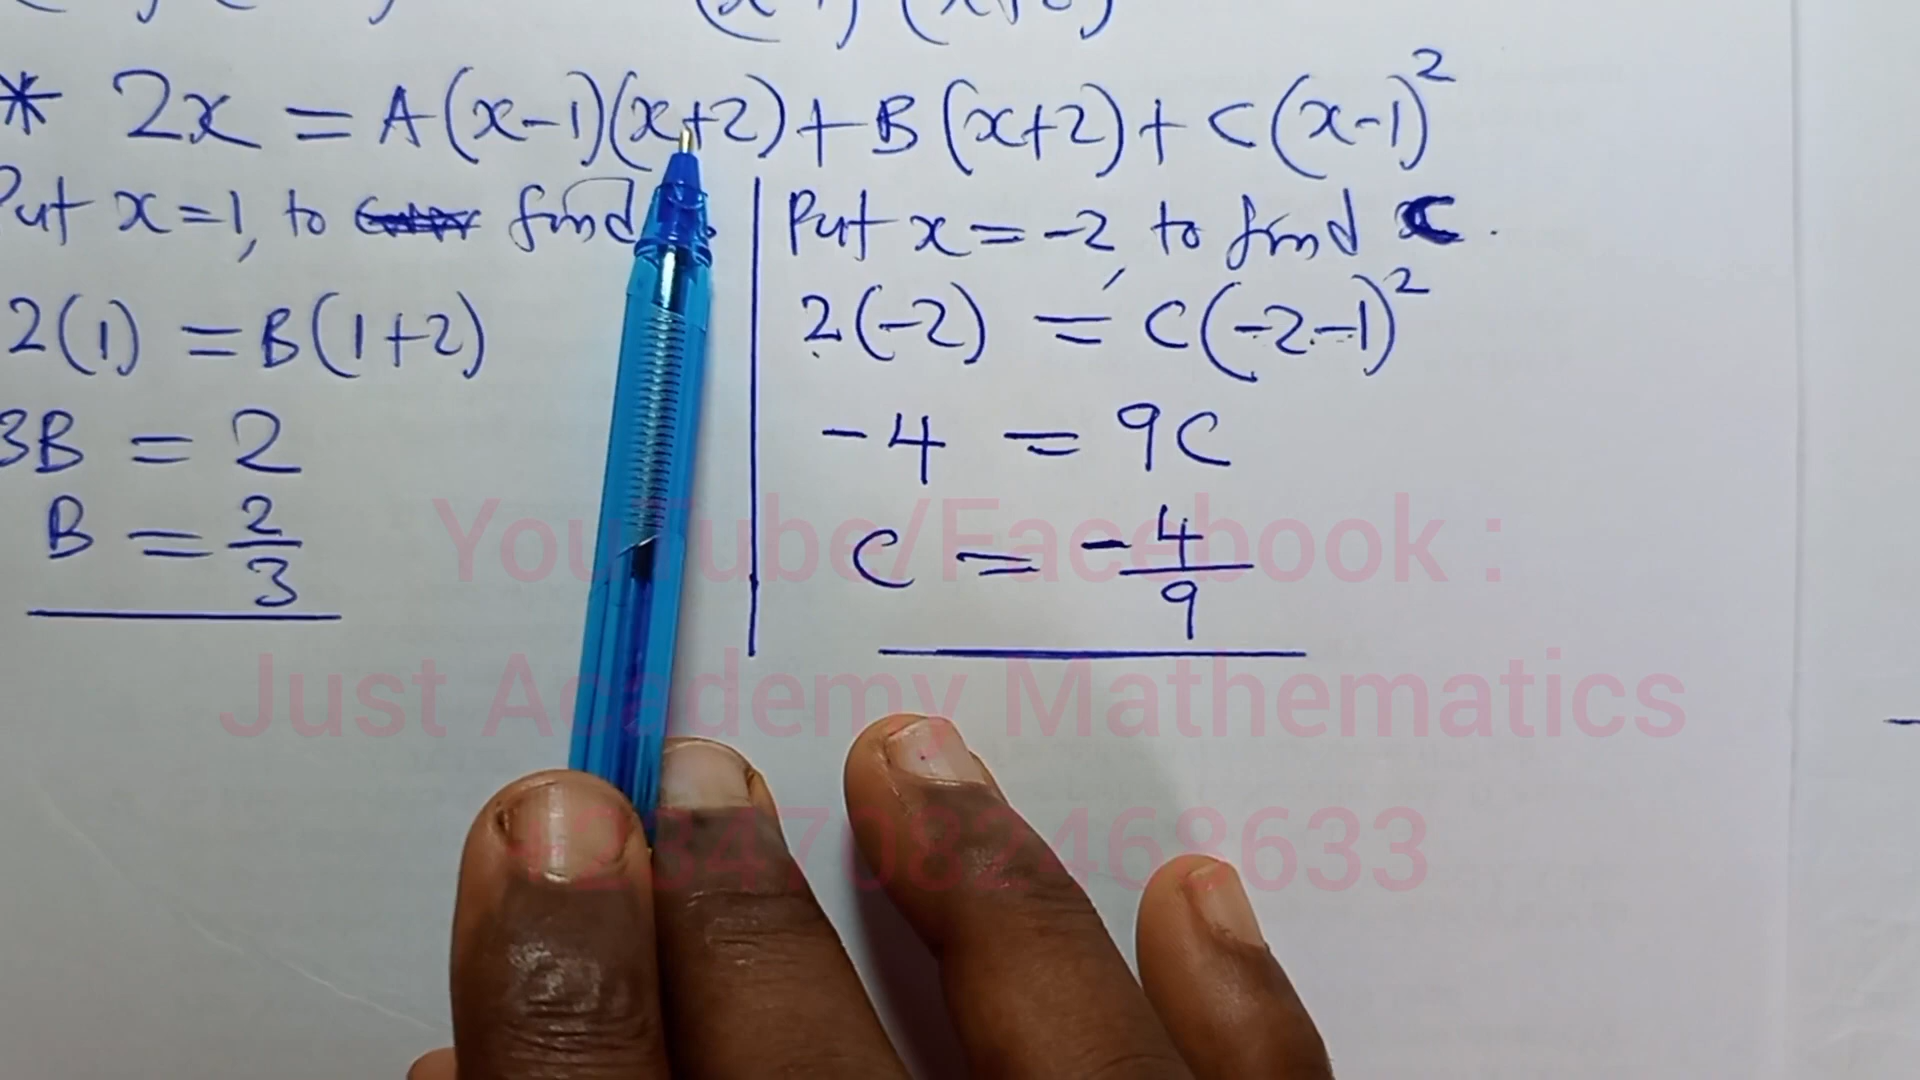 * 2x = A(x-1)(x+2) + B(x+2) + C(x-1)²
Put x=1, to find
2(1) = B(1+2)
3B = 2
B = 2/3
Put x = -2, to find C.
2(-2) = C(-2-1)²
-4 = 9C
C = -4/9
YouTube/Facebook :
Just Academy Mathematics
+2347082468633